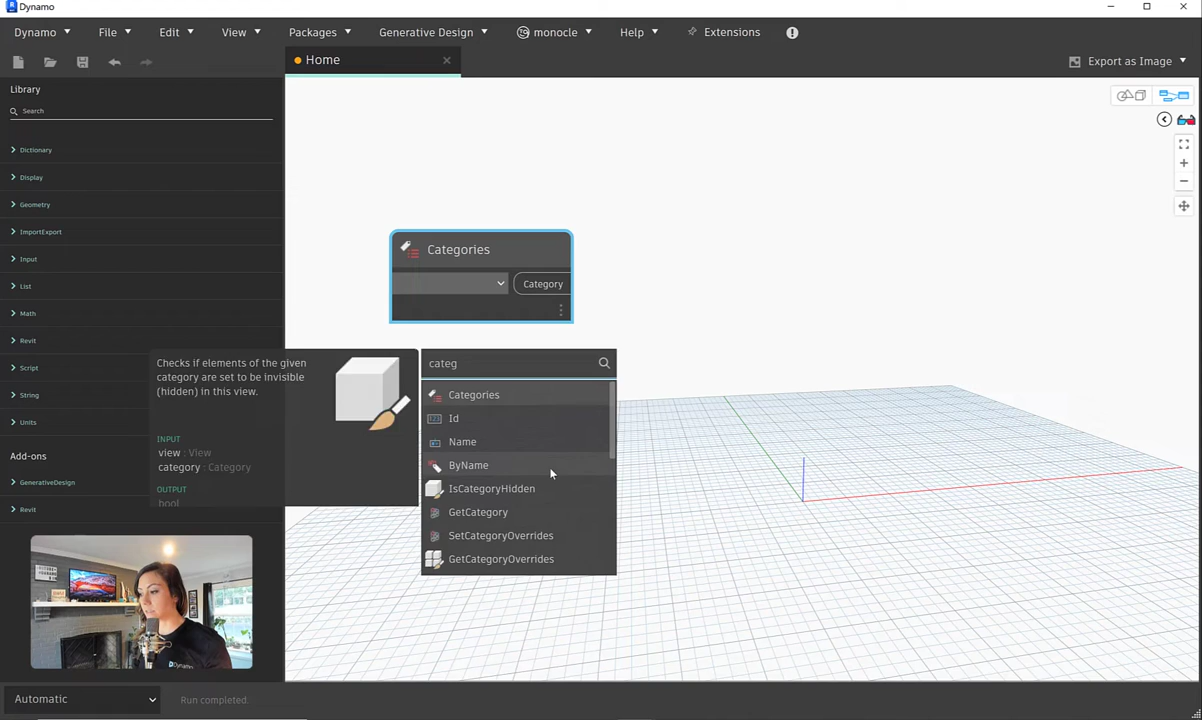 Dynamo
Dynamo File Edit View Packages Generative Design monocle Help Extensions
Home
Export as Image
Library
Search
Dictionary
Display
Geometry
ImportExport
Input
List
Math
Revit
Script
String
Units
Add-ons
GenerativeDesign
Revit
Categories
Category
Checks if elements of the given
category are set to be invisible
(hidden) in this view.
INPUT
view : View
category : Category
OUTPUT
bool
categ
Categories
Id
Name
ByName
IsCategoryHidden
GetCategory
SetCategoryOverrides
GetCategoryOverrides
Dynamo
Automatic
Run completed.